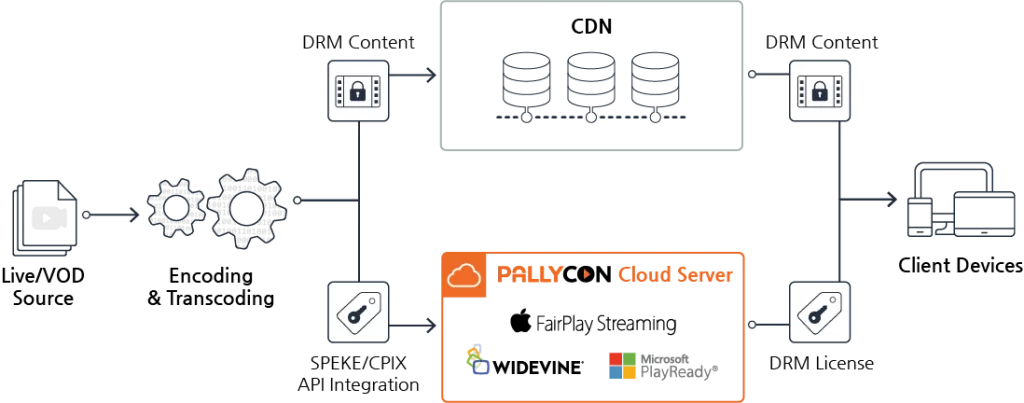 CDN
DRM Content
DRM Content
Live/VOD
Source
Encoding
& Transcoding
PALLYCON Cloud Server
FairPlay Streaming
WIDEVINE
Microsoft
PlayReady®
SPEKE/CPIX
API Integration
DRM License
Client Devices